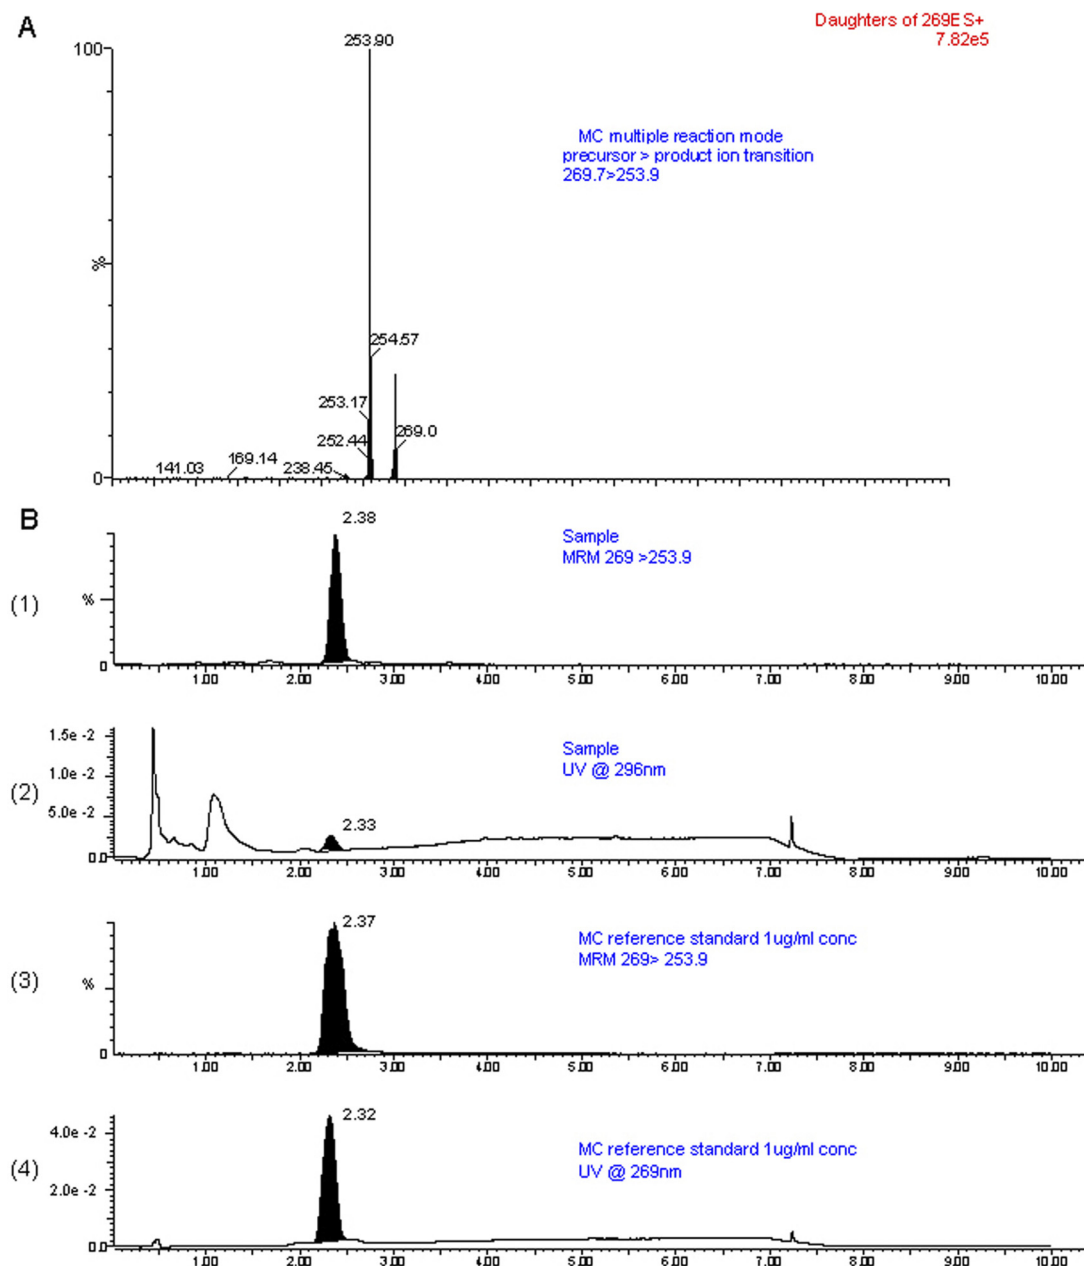 A
Daughters of 269ES+
7.82e5
100
253.90
MC multiple reaction mode
precursor > product ion transition
269.7>253.9
%
254.57
253.17
252.44
269.0
141.03
169.14
238.45
0
B
2.38
Sample
MRM 269 >253.9
(1)
%
0
1.00 2.00 3.00 4.00 5.00 6.00 7.00 8.00 9.00 10.00
1.5e -2
Sample
UV @ 296nm
1.0e -2
(2)
5.0e -2
2.33
0.0
1.00 2.00 3.00 4.00 5.00 6.00 7.00 8.00 9.00 10.00
2.37
MC reference standard 1ug/ml conc
MRM 269> 253.9
(3)
%
0
1.00 2.00 3.00 4.00 5.00 6.00 7.00 8.00 9.00 10.00
2.32
4.0e -2
MC reference standard 1ug/ml conc
UV @ 269nm
(4)
2.0e -2
0.0
1.00 2.00 3.00 4.00 5.00 6.00 7.00 8.00 9.00 10.00